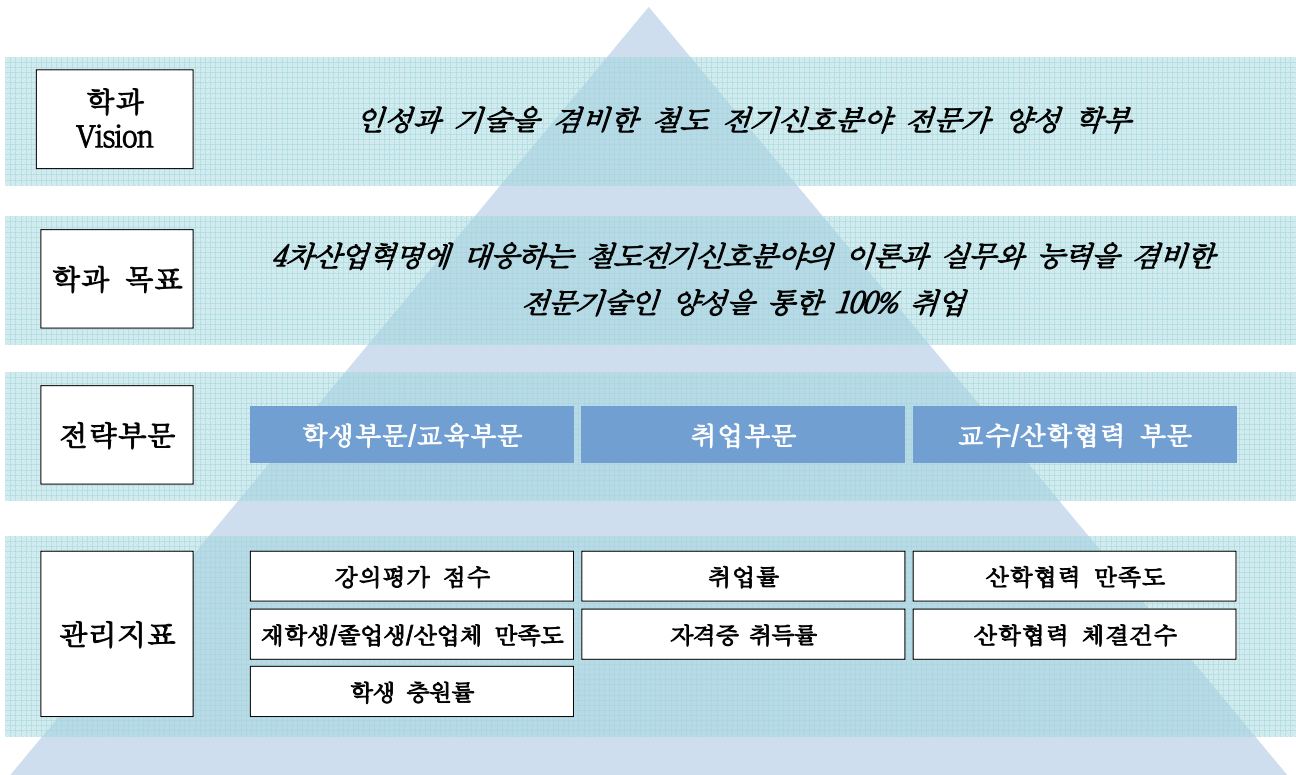 학과
Vision
인성과 기술을 겸비한 철도 전기신호분야 전문가 양성 학부
학과 목표
4차산업혁명에 대응하는 철도전기신호분야의 이론과 실무와 능력을 겸비한
전문기술인 양성을 통한 100% 취업
전략부문
학생부문/교육부문
취업부문
교수/산학협력 부문
관리지표
강의평가 점수
취업률
산학협력 만족도
재학생/졸업생/산업체 만족도
자격증 취득률
산학협력 체결건수
학생 충원률